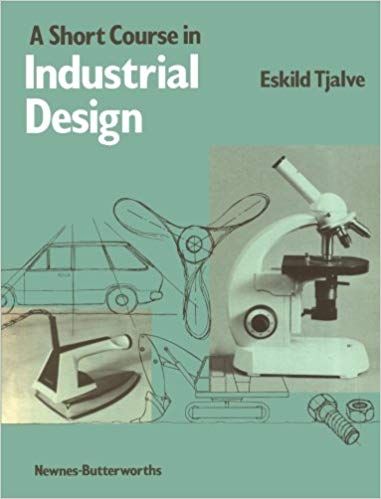 A Short Course in
Industrial
Design
Eskild Tjalve
Newnes-Butterworths